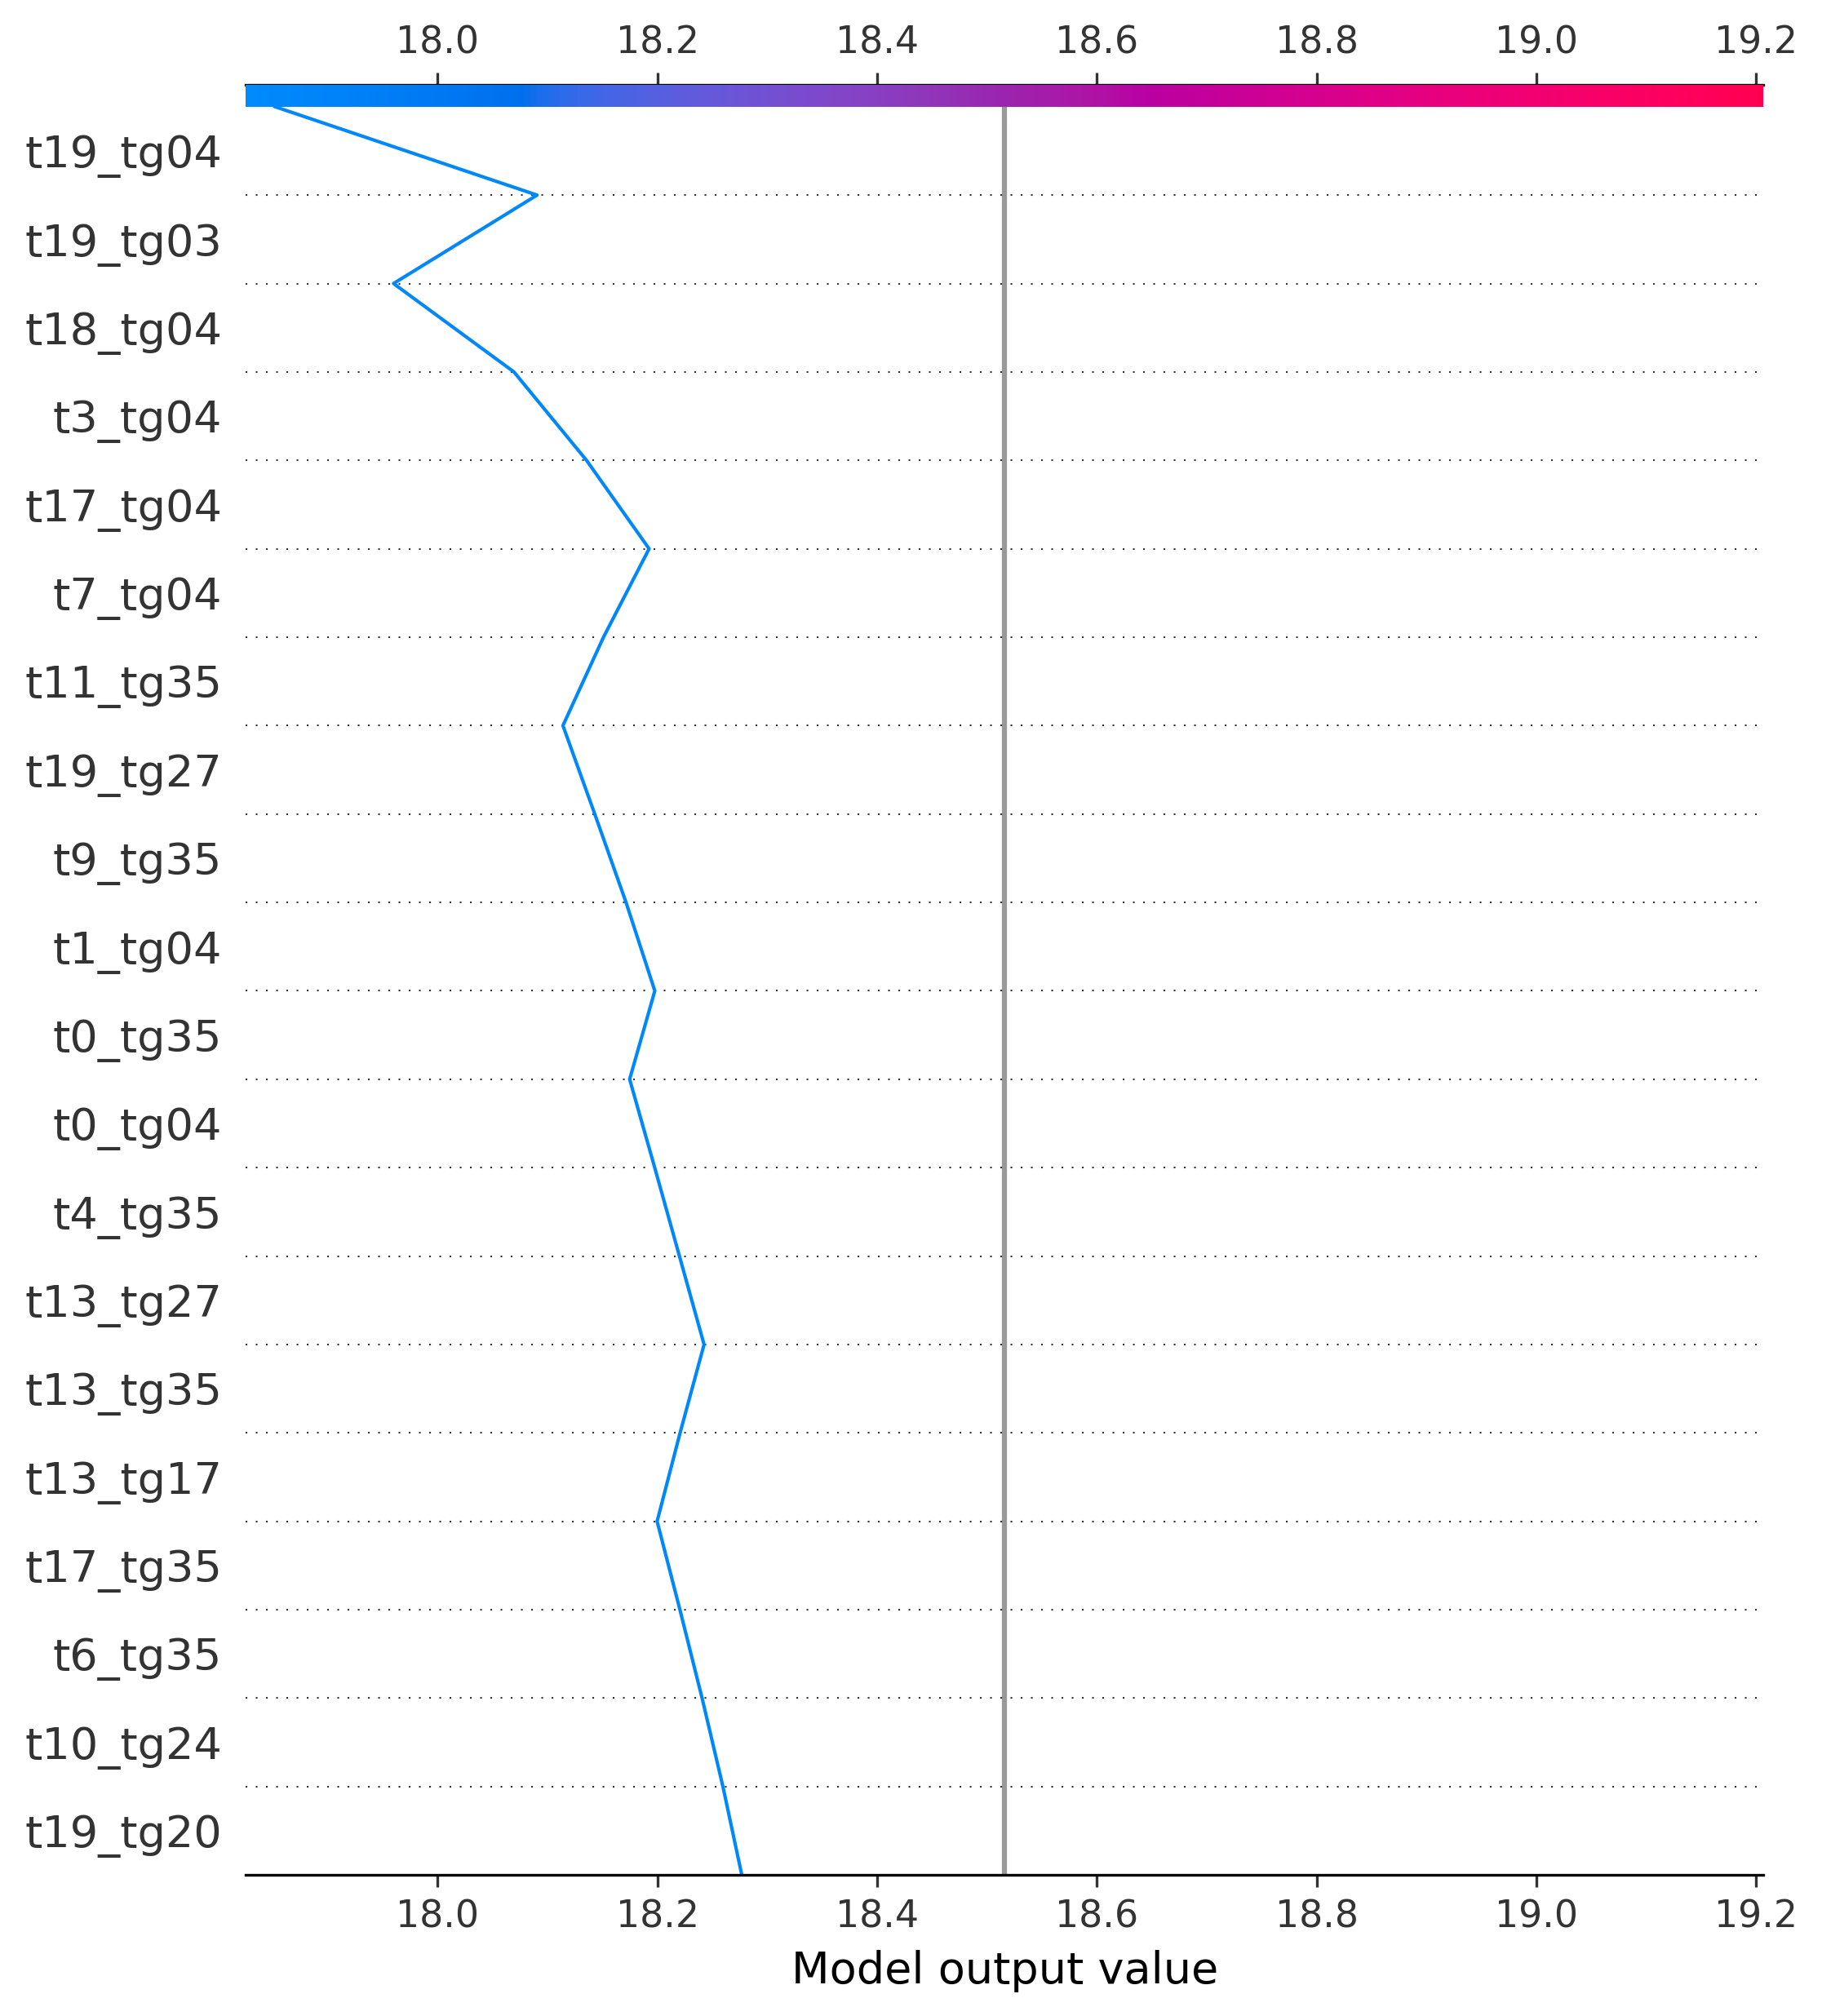 18.0 18.2 18.4 18.6 18.8 19.0 19.2
t19_tg04
t19_tg03
t18_tg04
t3_tg04
t17_tg04
t7_tg04
t11_tg35
t19_tg27
t9_tg35
t1_tg04
t0_tg35
t0_tg04
t4_tg35
t13_tg27
t13_tg35
t13_tg17
t17_tg35
t6_tg35
t10_tg24
t19_tg20
18.0 18.2 18.4 18.6 18.8 19.0 19.2
Model output value